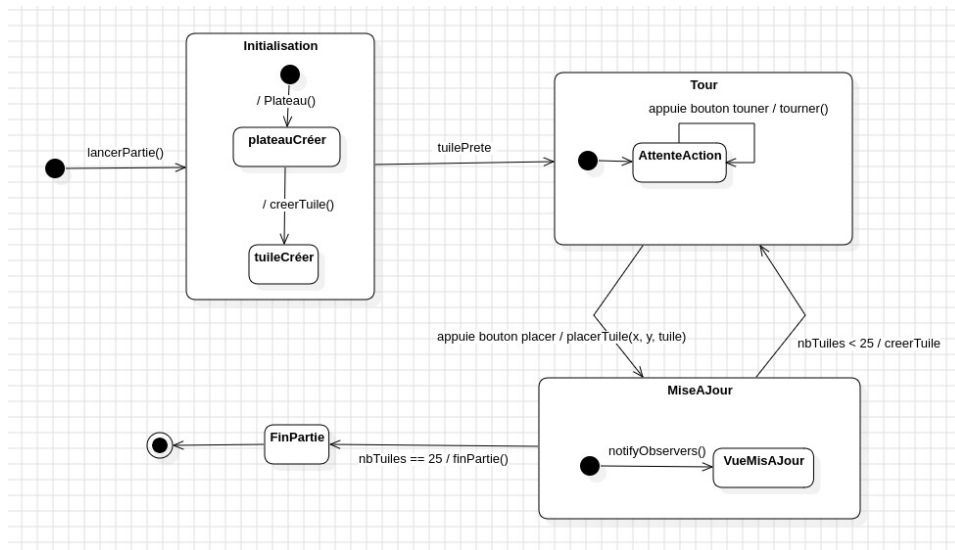 Initialisation
/ Plateau()
plateauCréer
lancerPartie()
/ creerTuile()
tuileCréer
tuilePrete
Tour
appuie bouton touner / tourner()
AttenteAction
appuie bouton placer / placerTuile(x, y, tuile)
nbTuiles < 25 / creerTuile
MiseAJour
notifyObservers()
VueMisAJour
nbTuiles == 25 / finPartie()
FinPartie